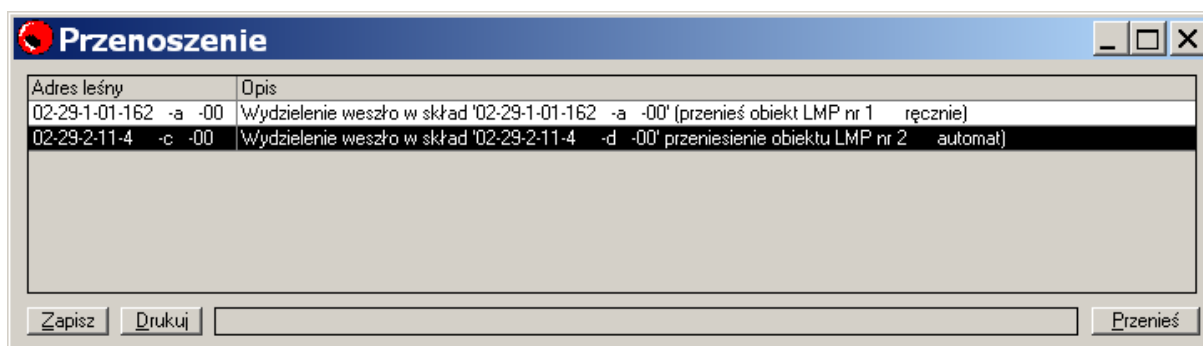 Przenoszenie
Adres leśny Opis
02-29-1-01-162 -a -00 Wydzielenie weszło w skład '02-29-1-01-162 -a -00' (przenieś obiekt LMP nr 1 ręcznie)
02-29-2-11-4 -c -00 Wydzielenie weszło w skład '02-29-2-11-4 -d -00' przeniesienie obiektu LMP nr 2 automat)
Zapisz Drukuj Przenieś